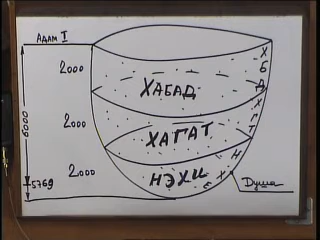 АДАМ I
Х
Б
Д
2000
ХАБАД
6000
Х
Г
Т
2000
ХАГАТ
Н
Х
Е
2000
НЭХИ
5769
Душа